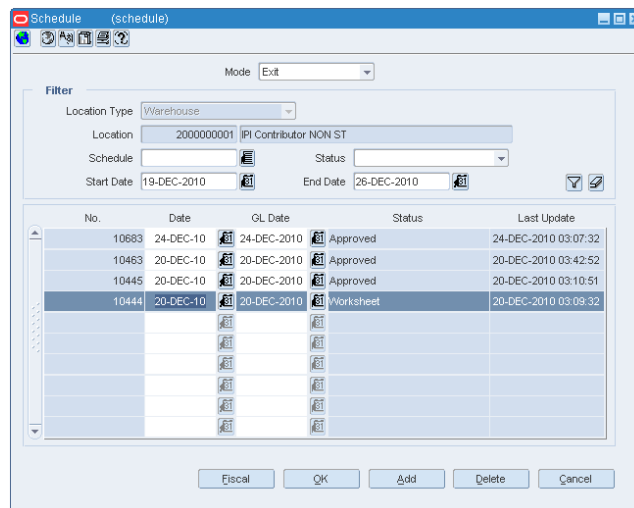 Schedule (schedule)
Mode Exit
Filter
Location Type Warehouse
Location 2000000001 IPI Contributor NON ST
Schedule Status
Start Date 19-DEC-2010 End Date 26-DEC-2010
No. Date GL Date Status Last Update
10683 24-DEC-10 24-DEC-2010 Approved 24-DEC-2010 03:07:32
10463 20-DEC-10 20-DEC-2010 Approved 20-DEC-2010 03:42:52
10445 20-DEC-10 20-DEC-2010 Approved 20-DEC-2010 03:10:51
10444 20-DEC-10 20-DEC-2010 Worksheet 20-DEC-2010 03:09:32
Fiscal OK Add Delete Cancel